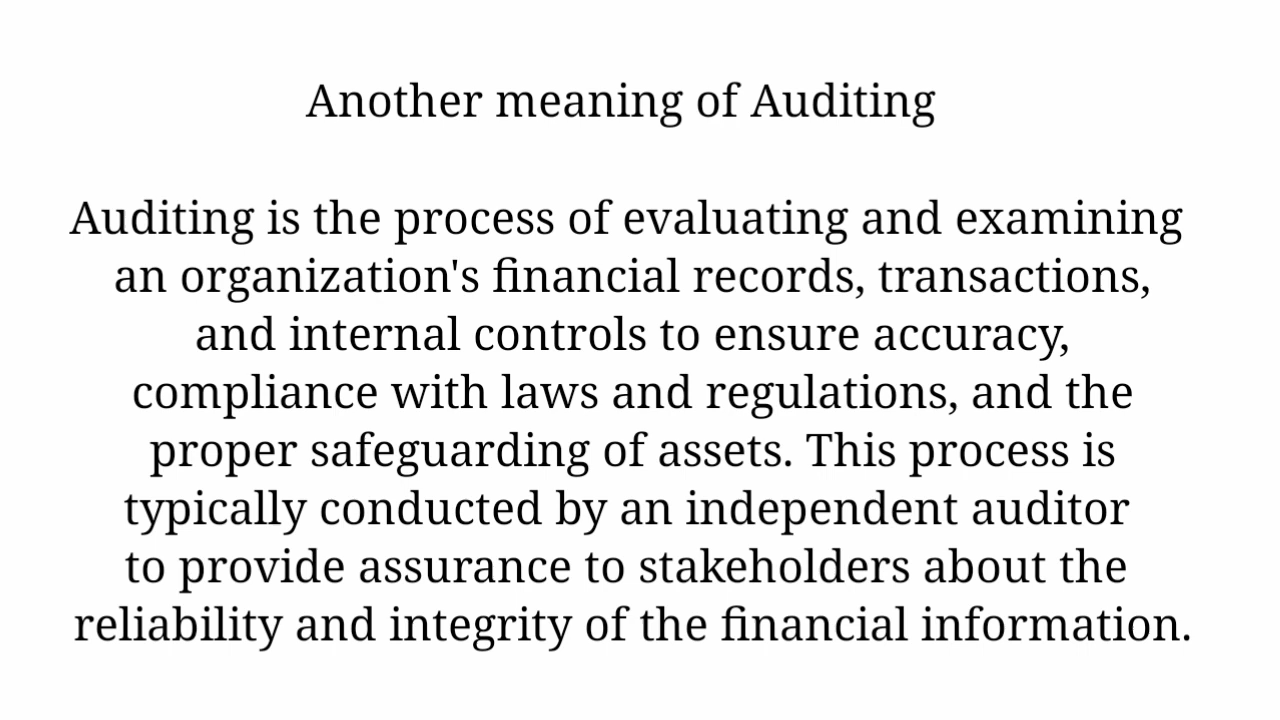 Another meaning of Auditing
Auditing is the process of evaluating and examining
an organization's financial records, transactions,
and internal controls to ensure accuracy,
compliance with laws and regulations, and the
proper safeguarding of assets. This process is
typically conducted by an independent auditor
to provide assurance to stakeholders about the
reliability and integrity of the financial information.